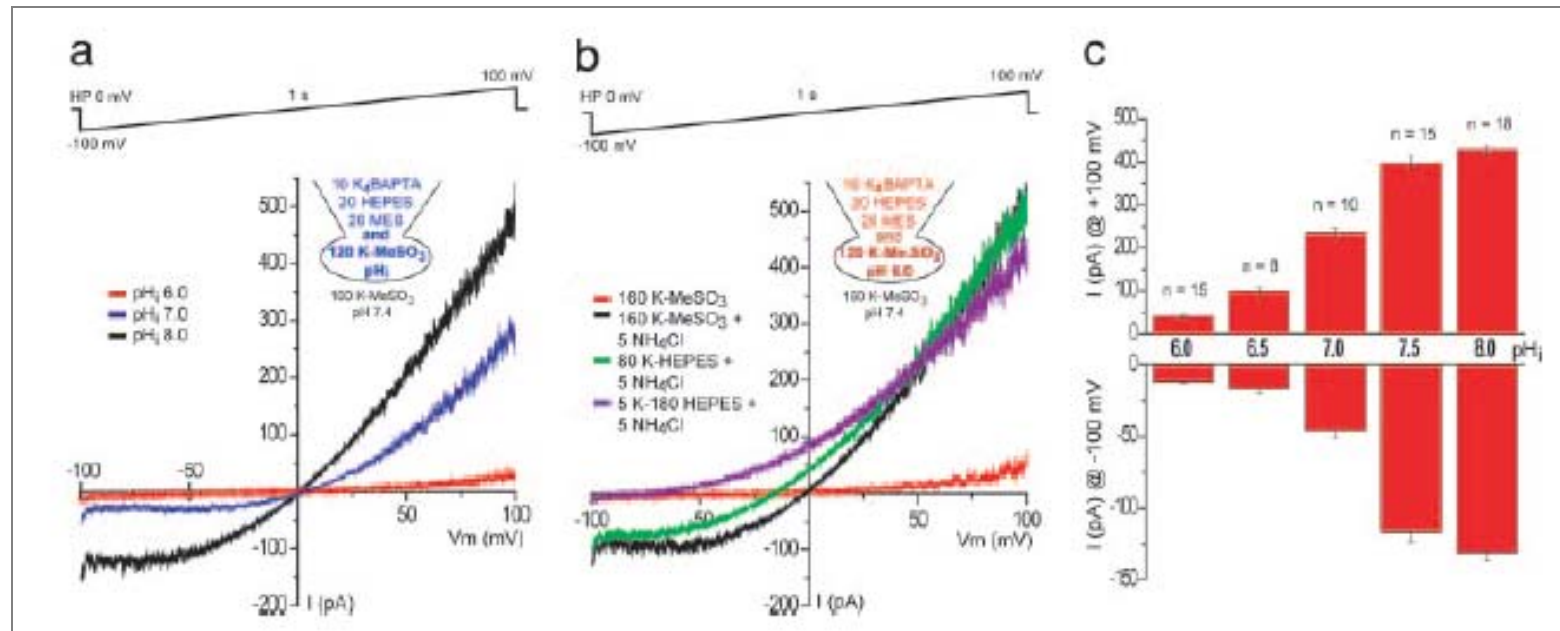 a
HP 0 mV
1 s
100 mV
-100 mV
10 K4BAPTA
20 HEPES
20 MES
and
120 K-MeSO3
pHi
160 K-MeSO3
pH 7.4
pHi 6.0
pHi 7.0
pHi 8.0
500
400
300
200
100
-100
-200
-100
-50
50
100
Vm (mV)
I (pA)
b
HP 0 mV
1 s
100 mV
-100 mV
10 K4BAPTA
20 HEPES
20 MES
and
120 K-MeSO3
pH 6.0
160 K-MeSO3
pH 7.4
160 K-MeSO3
160 K-MeSO3 +
5 NH4Cl
80 K-HEPES +
5 NH4Cl
5 K-180 HEPES +
5 NH4Cl
500
400
300
200
100
-100
-200
-100
-50
50
100
Vm (mV)
I (pA)
c
I (pA) @ +100 mV
500
400
300
200
100
0
n = 15
n = 8
n = 10
n = 15
n = 18
6.0
6.5
7.0
7.5
8.0
pHi
I (pA) @ -100 mV
0
-50
-100
-150